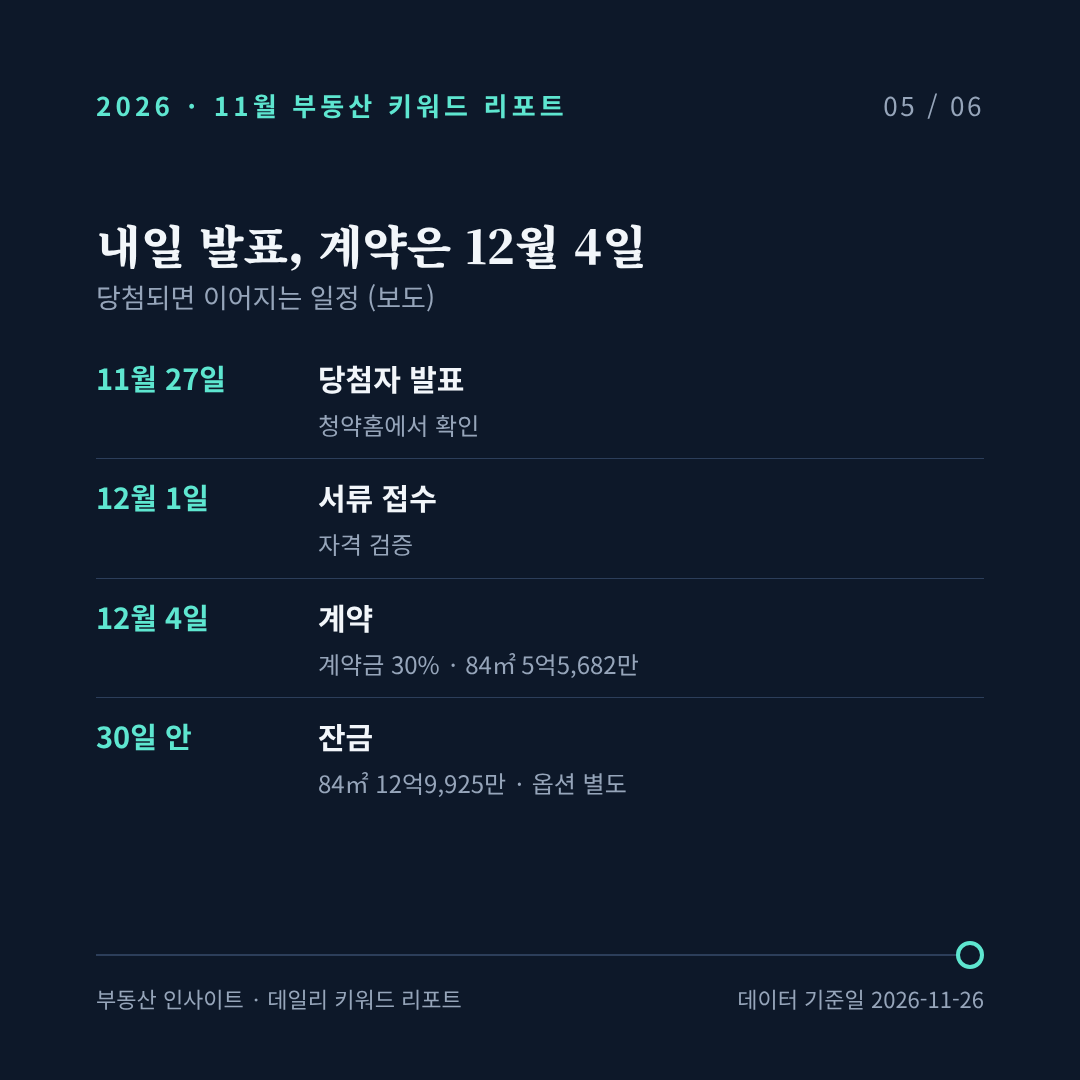 2026 · 11월 부동산 키워드 리포트
05 / 06
내일 발표, 계약은 12월 4일
당첨되면 이어지는 일정 (보도)
11월 27일
당첨자 발표
청약홈에서 확인
12월 1일
서류 접수
자격 검증
12월 4일
계약
계약금 30% · 84㎡ 5억5,682만
30일 안
잔금
84㎡ 12억9,925만 · 옵션 별도
부동산 인사이트 · 데일리 키워드 리포트
데이터 기준일 2026-11-26